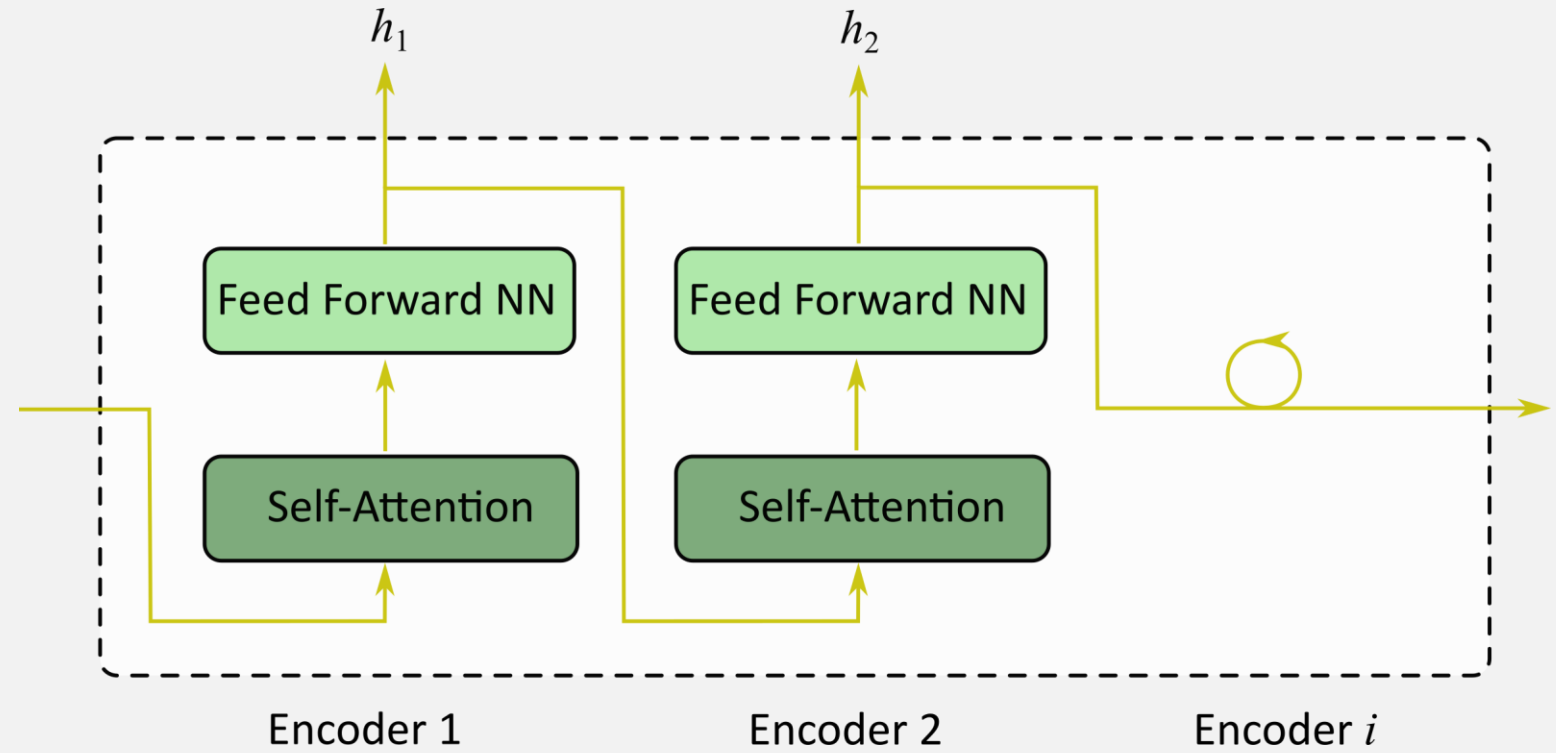 h₁ h₂
Feed Forward NN Feed Forward NN
Self-Attention Self-Attention
Encoder 1 Encoder 2 Encoder i